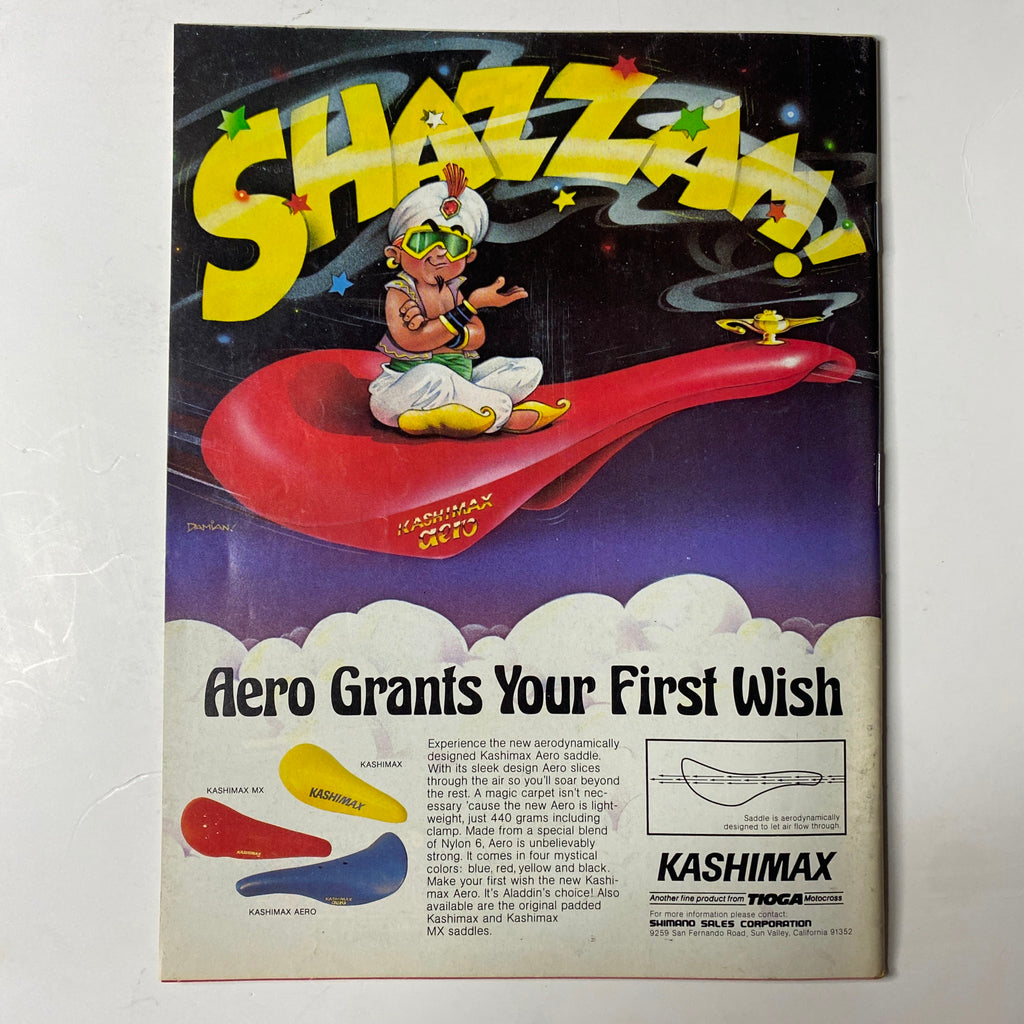 SHAZZAM!!
KASHIMAX
aero
DAMIAN.
Aero Grants Your First Wish
KASHIMAX
KASHIMAX
KASHIMAX MX
KASHIMAX
KASHIMAX
aero
KASHIMAX AERO
Experience the new aerodynamically
designed Kashimax Aero saddle.
With its sleek design Aero slices
through the air so you'll soar beyond
the rest. A magic carpet isn't nec-
essary 'cause the new Aero is light-
weight, just 440 grams including
clamp. Made from a special blend
of Nylon 6, Aero is unbelievably
strong. It comes in four mystical
colors: blue, red, yellow and black.
Make your first wish the new Kashi-
max Aero. It's Aladdin's choice! Also
available are the original padded
Kashimax and Kashimax
MX saddles.
Saddle is aerodynamically
designed to let air flow through
KASHIMAX
Another fine product from TIOGA Motocross
For more information please contact:
SHIMANO SALES CORPORATION
9259 San Fernando Road, Sun Valley, California 91352